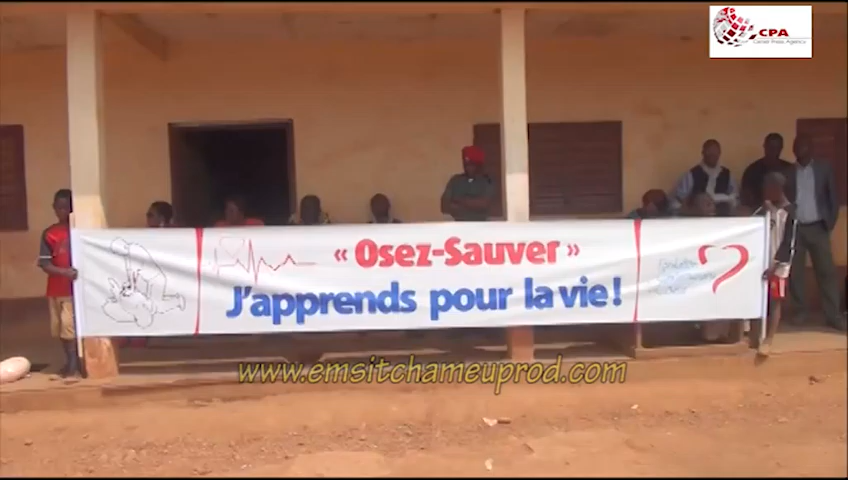 CPA
« Osez-Sauver »
J'apprends pour la vie !
www.emsitchameuprod.com